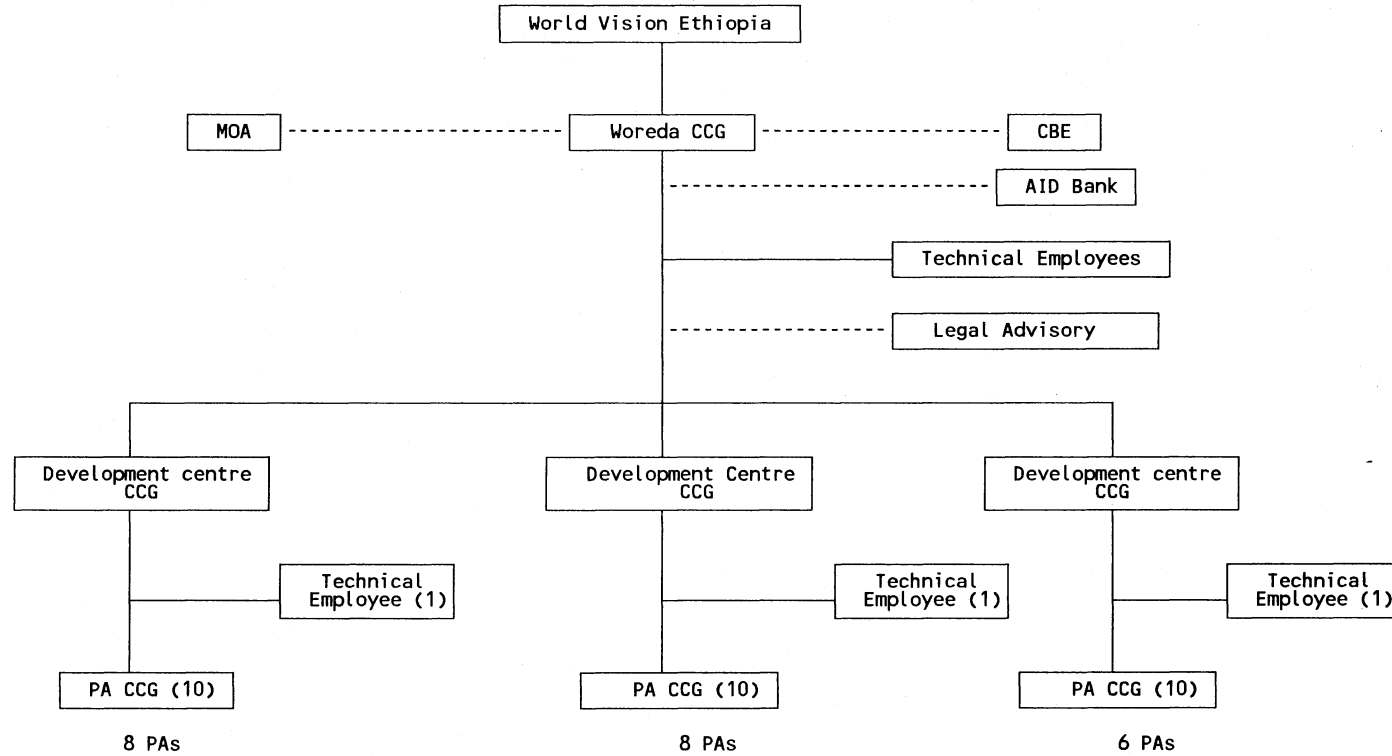 World Vision Ethiopia
MOA
Woreda CCG
CBE
AID Bank
Technical Employees
Legal Advisory
Development centre
CCG
Development Centre
CCG
Development centre
CCG
Technical
Employee (1)
Technical
Employee (1)
Technical
Employee (1)
PA CCG (10)
PA CCG (10)
PA CCG (10)
8 PAs
8 PAs
6 PAs